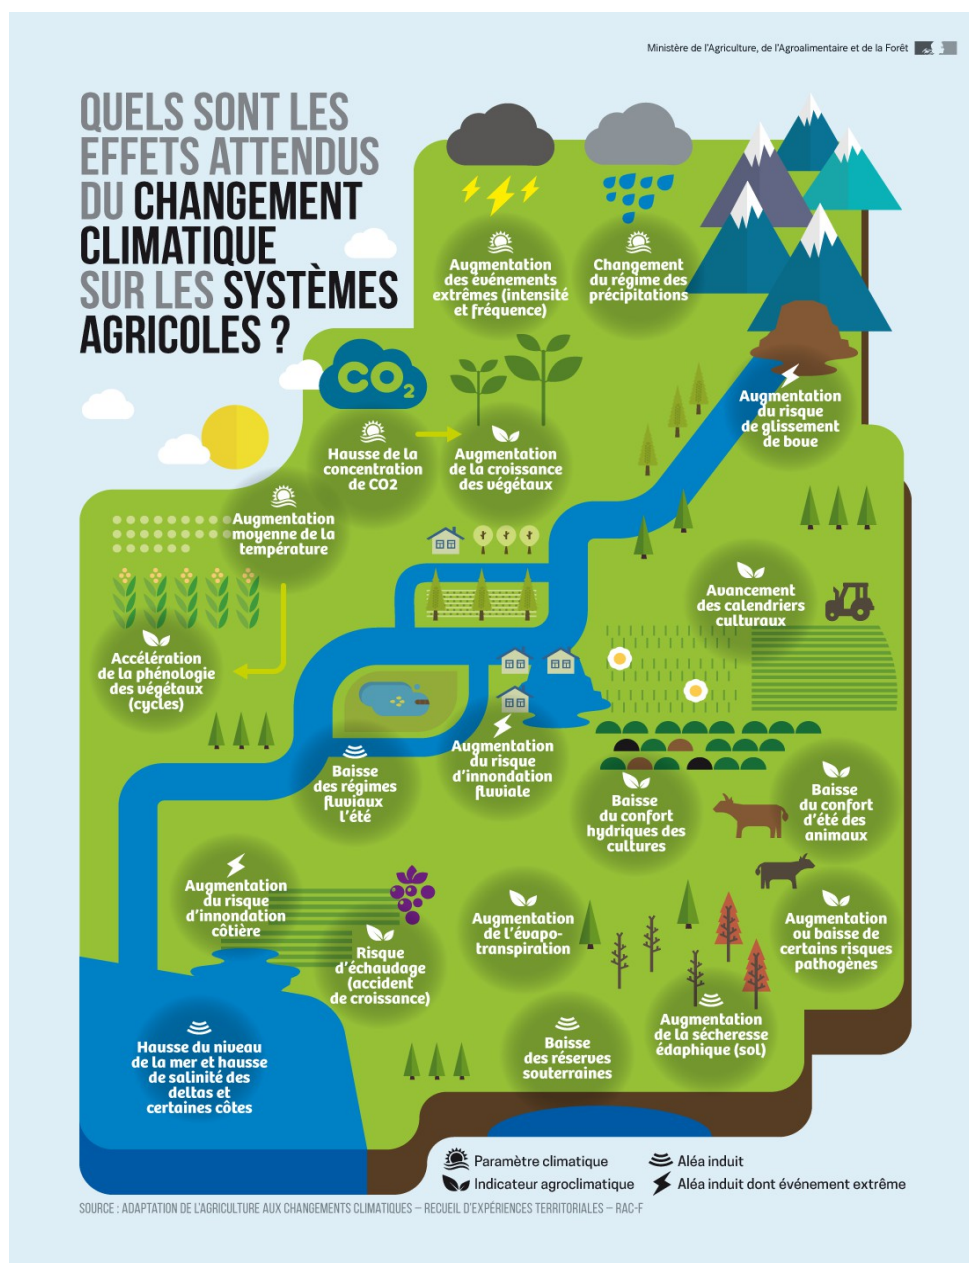 Ministère de l'Agriculture, de l'Agroalimentaire et de la Forêt
QUELS SONT LES
EFFETS ATTENDUS
DU CHANGEMENT
CLIMATIQUE
SUR LES SYSTÈMES
AGRICOLES ?
Augmentation
des événements
extrêmes (intensité
et fréquence)
Changement
du régime des
précipitations
CO2
Augmentation
du risque
de glissement
de boue
Hausse de la
concentration
de CO2
Augmentation
de la croissance
des végétaux
Augmentation
moyenne de la
température
Avancement
des calendriers
culturaux
Accélération
de la phénologie
des végétaux
(cycles)
Augmentation
du risque
d'innondation
fluviale
Baisse
des régimes
fluviaux
l'été
Baisse
du confort
hydriques des
cultures
Baisse
du confort
d'été des
animaux
Augmentation
du risque
d'innondation
côtière
Risque
d'échaudage
(accident
de croissance)
Augmentation
de l'évapo-
transpiration
Augmentation
ou baisse de
certains risques
pathogènes
Hausse du niveau
de la mer et hausse
de salinité des
deltas et
certaines côtes
Baisse
des réserves
souterraines
Augmentation
de la sécheresse
édaphique (sol)
Paramètre climatique
Aléa induit
Indicateur agroclimatique
Aléa induit dont événement extrême
SOURCE : ADAPTATION DE L'AGRICULTURE AUX CHANGEMENTS CLIMATIQUES – RECUEIL D'EXPÉRIENCES TERRITORIALES – RAC-F